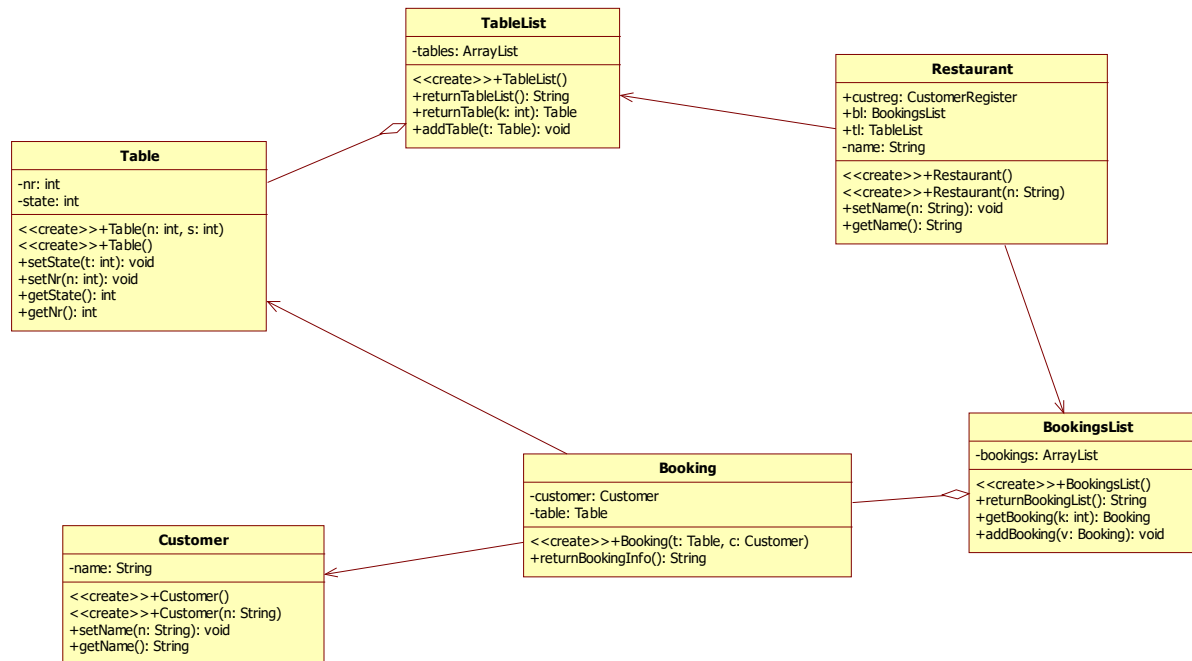 TableList
-tables: ArrayList
<<create>>+TableList()
+returnTableList(): String
+returnTable(k: int): Table
+addTable(t: Table): void
Restaurant
+custreg: CustomerRegister
+bl: BookingsList
+tl: TableList
-name: String
<<create>>+Restaurant()
<<create>>+Restaurant(n: String)
+setName(n: String): void
+getName(): String
Table
-nr: int
-state: int
<<create>>+Table(n: int, s: int)
<<create>>+Table()
+setState(t: int): void
+setNr(n: int): void
+getState(): int
+getNr(): int
BookingsList
-bookings: ArrayList
<<create>>+BookingsList()
+returnBookingList(): String
+getBooking(k: int): Booking
+addBooking(v: Booking): void
Booking
-customer: Customer
-table: Table
<<create>>+Booking(t: Table, c: Customer)
+returnBookingInfo(): String
Customer
-name: String
<<create>>+Customer()
<<create>>+Customer(n: String)
+setName(n: String): void
+getName(): String